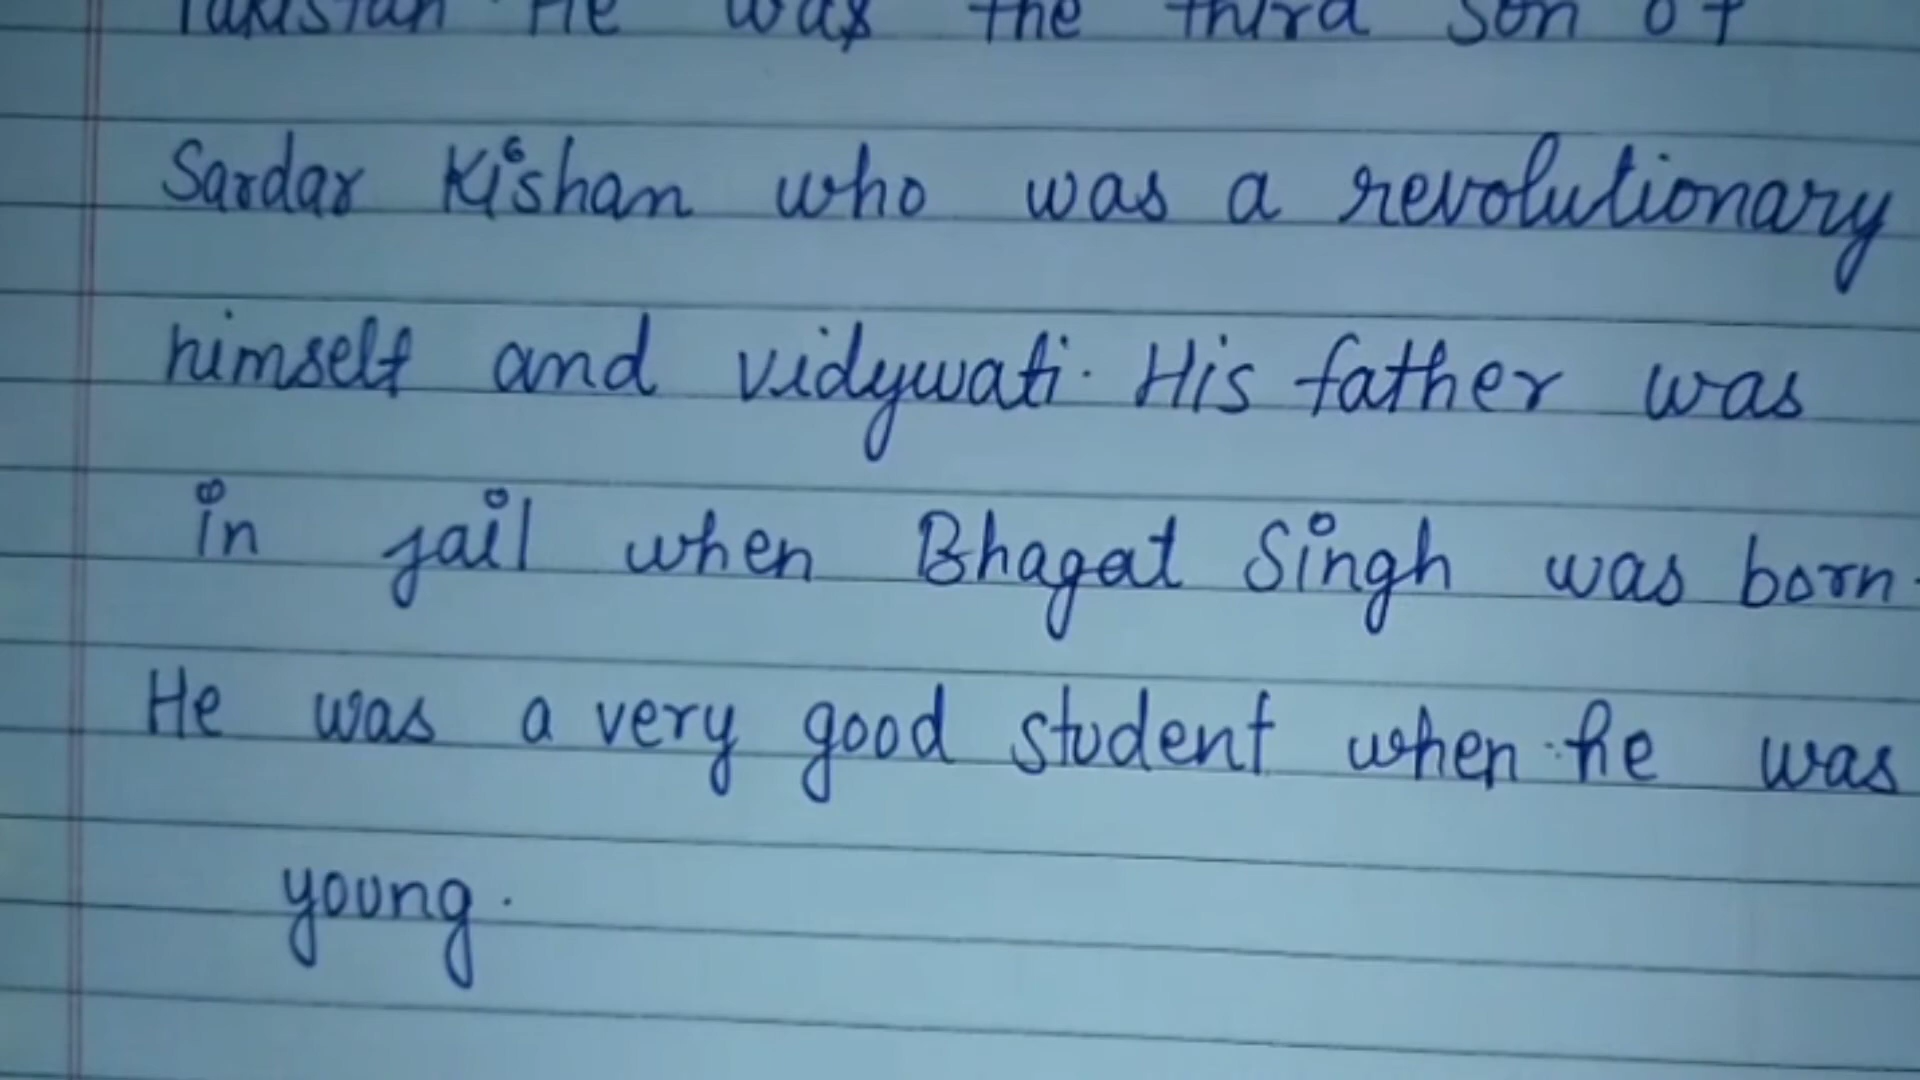 Pakistan He was the third son of
Sardar Kishan who was a revolutionary
himself and vidywati. His father was
in jail when Bhagat Singh was born.
He was a very good student when he was
young.